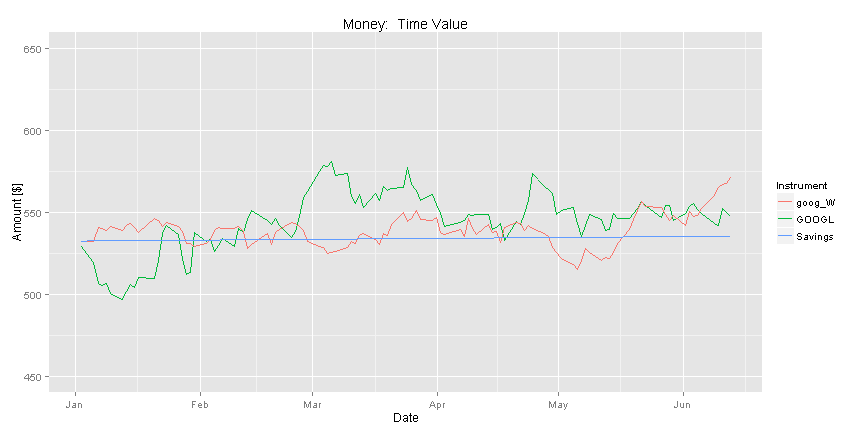 Money:  Time Value
650
600
550
500
450
Amount [$]
Jan Feb Mar Apr May Jun
Date
Instrument
goog_W
GOOGL
Savings